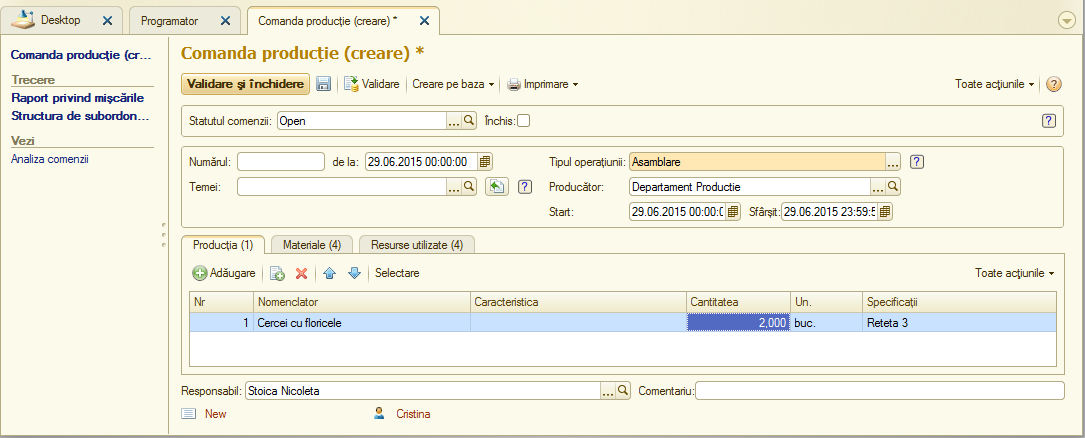 Desktop
Programator
Comanda producție (creare) *
Comanda producție (cr...
Trecere
Raport privind mișcările
Structura de subordon...
Vezi
Analiza comenzii
Comanda producție (creare) *
Validare și închidere
Validare
Creare pe baza
Imprimare
Toate acțiunile
Statutul comenzii: Open ... Închis:
Numărul: de la: 29.06.2015 00:00:00 Tipul operațiunii: Asamblare ...
Temei: ... Producător: Departament Productie ...
Start: 29.06.2015 00:00:0 Sfârșit: 29.06.2015 23:59:5
Producția (1) Materiale (4) Resurse utilizate (4)
Adăugare Selectare Toate acțiunile
Nr Nomenclator Caracteristica Cantitatea Un. Specificații
1 Cercei cu floricele 2,000 buc. Reteta 3
Responsabil: Stoica Nicoleta ... Comentariu:
New Cristina